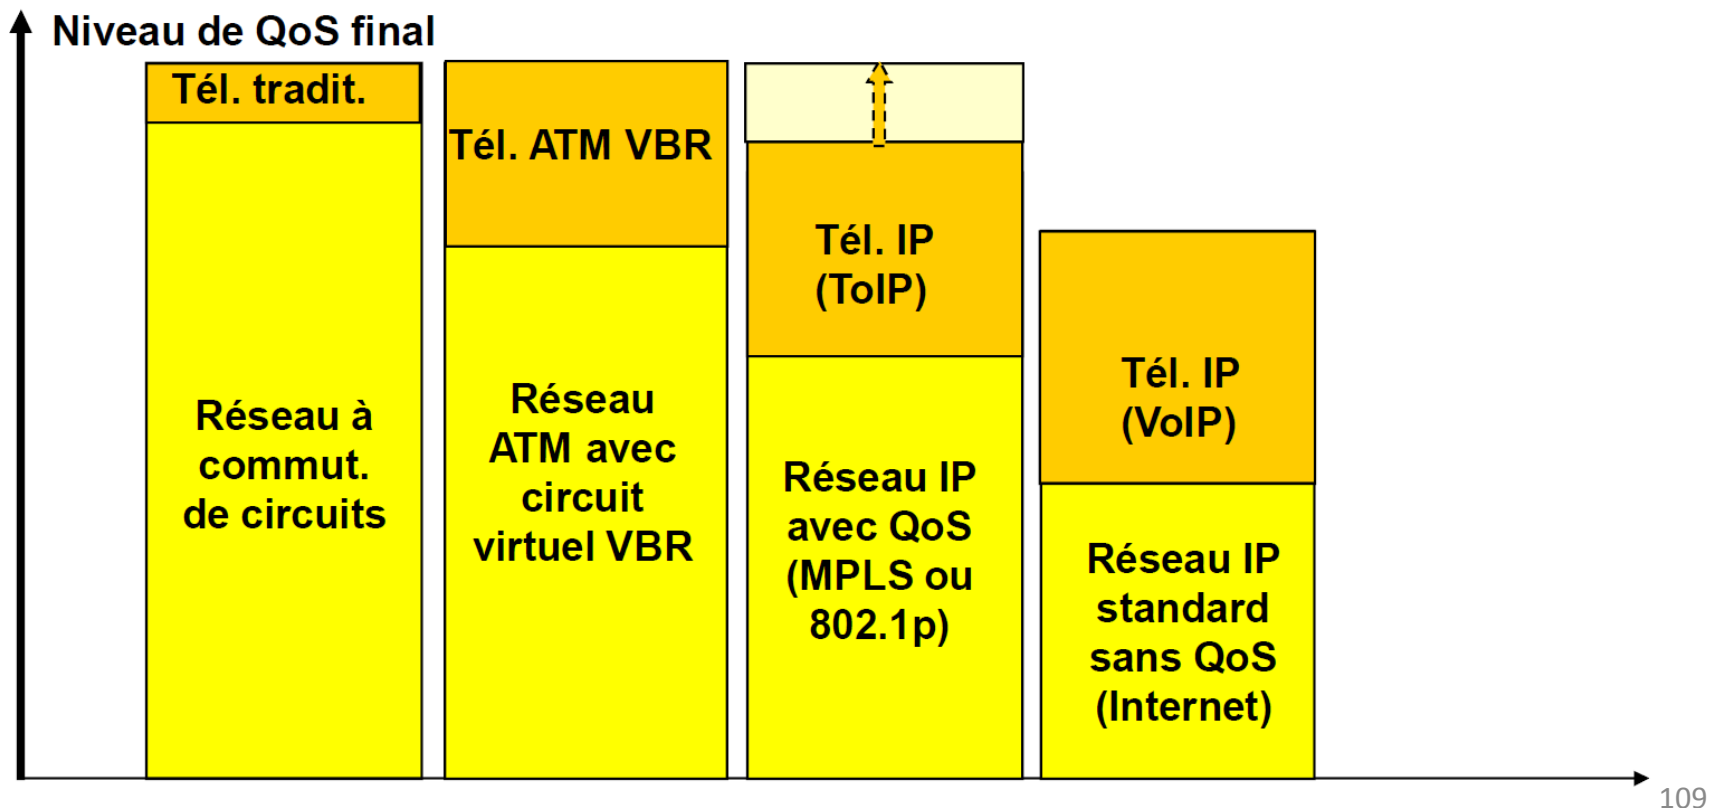 Niveau de QoS final
Tél. tradit.
Réseau à
commut.
de circuits
Tél. ATM VBR
Réseau
ATM avec
circuit
virtuel VBR
Tél. IP
(ToIP)
Réseau IP
avec QoS
(MPLS ou
802.1p)
Tél. IP
(VoIP)
Réseau IP
standard
sans QoS
(Internet)
109